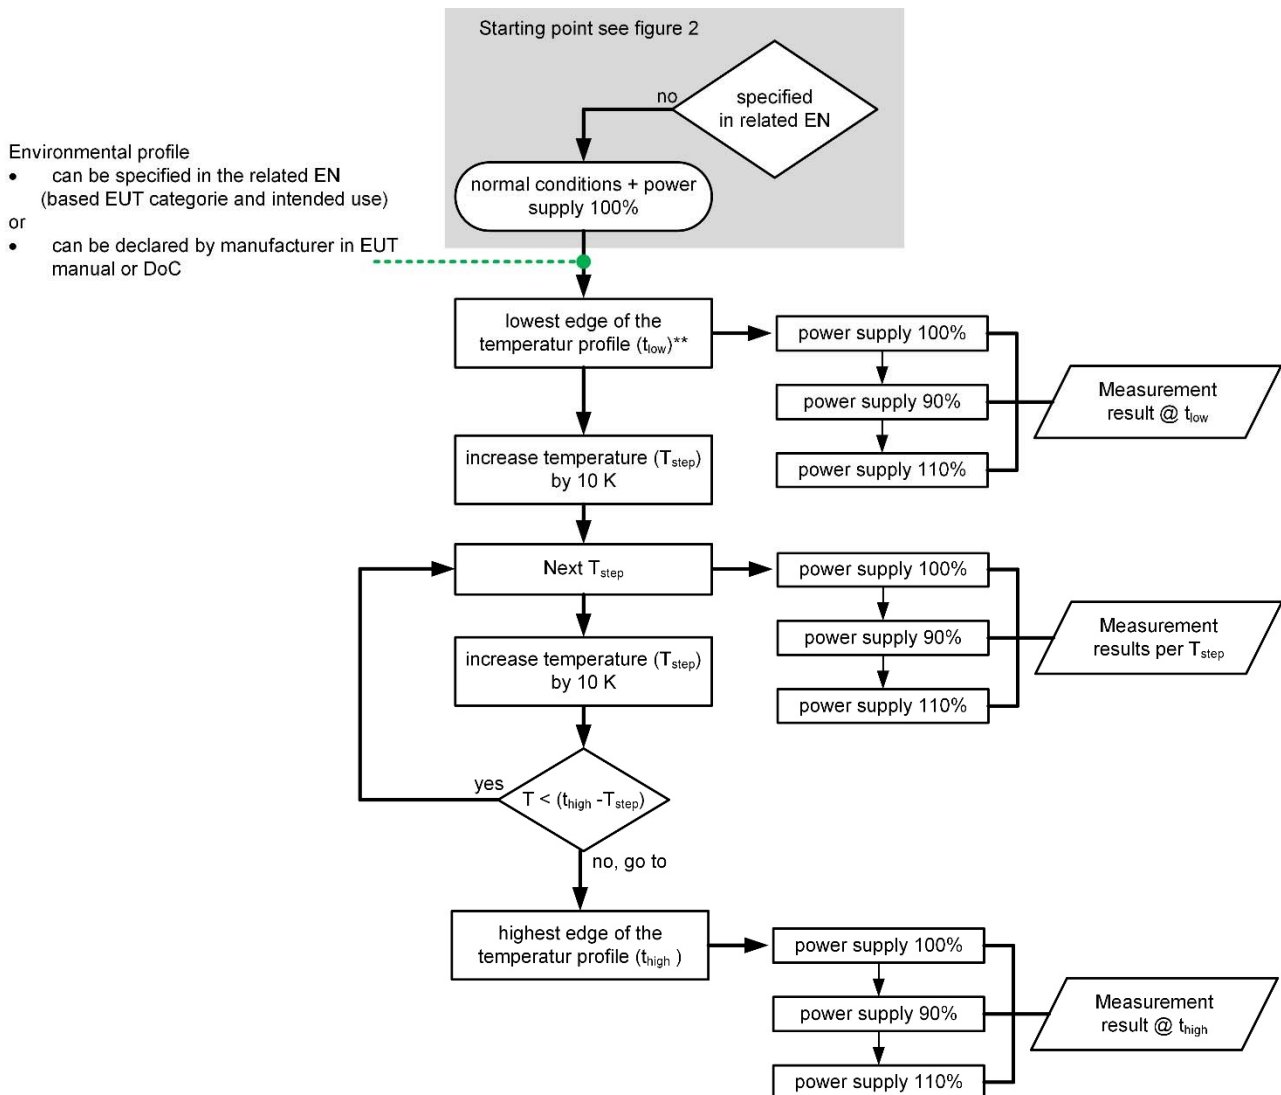 Starting point see figure 2
no
specified
in related EN
Environmental profile
• can be specified in the related EN
(based EUT categorie and intended use)
or
• can be declared by manufacturer in EUT
manual or DoC
normal conditions + power
supply 100%
lowest edge of the
temperatur profile (tlow)**
power supply 100%
power supply 90%
power supply 110%
Measurement
result @ tlow
increase temperature (Tstep)
by 10 K
Next Tstep
power supply 100%
power supply 90%
power supply 110%
Measurement
results per Tstep
increase temperature (Tstep)
by 10 K
yes
T < (thigh -Tstep)
no, go to
highest edge of the
temperatur profile (thigh )
power supply 100%
power supply 90%
power supply 110%
Measurement
result @ thigh